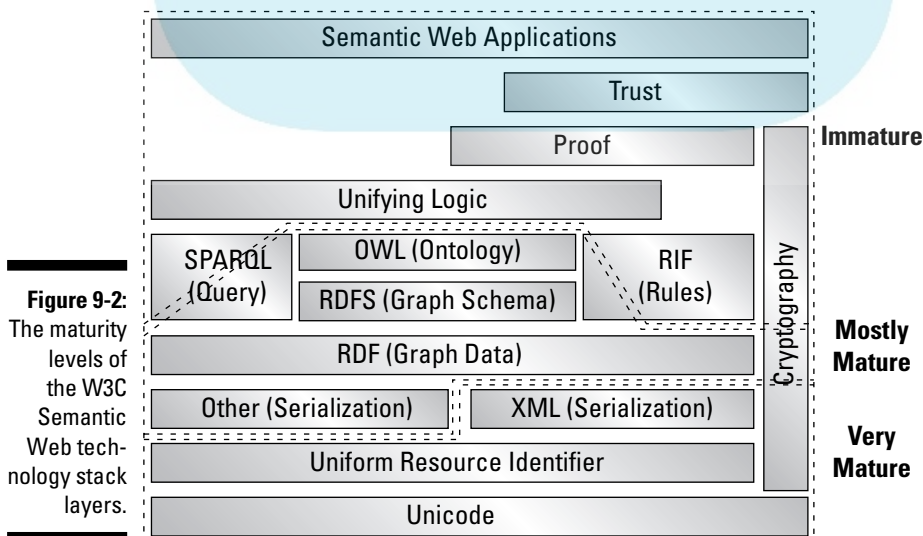 Semantic Web Applications
Trust
Proof
Immature
Unifying Logic
SPARQL
(Query)
OWL (Ontology)
RDFS (Graph Schema)
RIF
(Rules)
Cryptography
RDF (Graph Data)
Mostly
Mature
Other (Serialization)
XML (Serialization)
Very
Mature
Uniform Resource Identifier
Unicode
Figure 9-2:
The maturity
levels of
the W3C
Semantic
Web tech-
nology stack
layers.